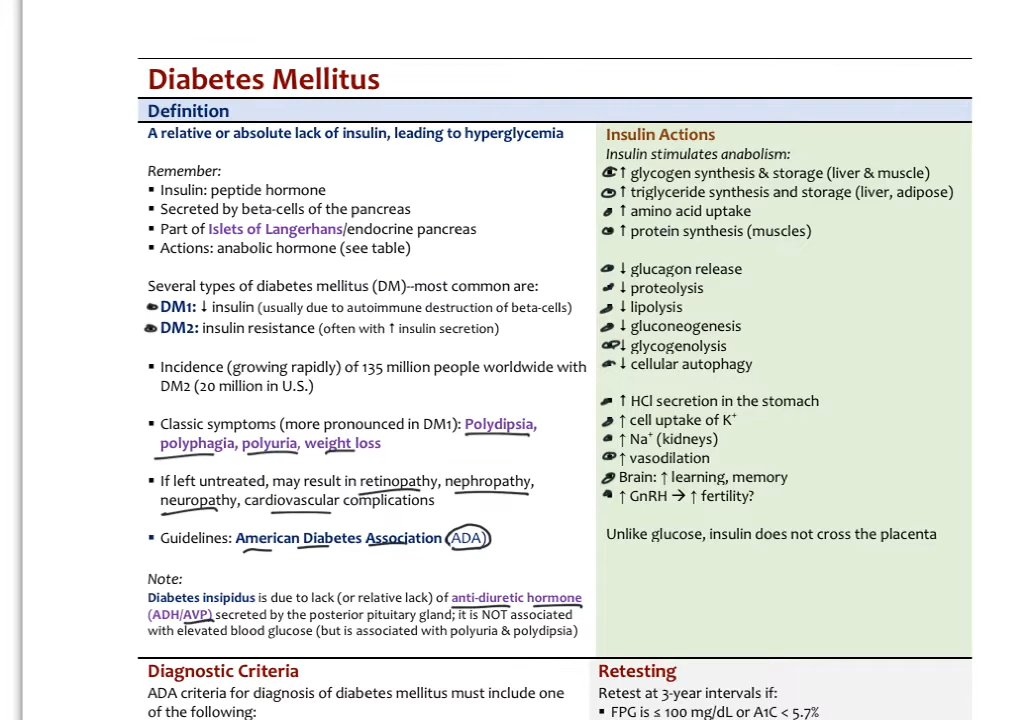 Diabetes Mellitus
Definition
A relative or absolute lack of insulin, leading to hyperglycemia
Remember:
▪ Insulin: peptide hormone
▪ Secreted by beta-cells of the pancreas
▪ Part of Islets of Langerhans/endocrine pancreas
▪ Actions: anabolic hormone (see table)
Several types of diabetes mellitus (DM)--most common are:
▪ DM1: ↓ insulin (usually due to autoimmune destruction of beta-cells)
▪ DM2: insulin resistance (often with ↑ insulin secretion)
▪ Incidence (growing rapidly) of 135 million people worldwide with
DM2 (20 million in U.S.)
▪ Classic symptoms (more pronounced in DM1): Polydipsia,
polyphagia, polyuria, weight loss
▪ If left untreated, may result in retinopathy, nephropathy,
neuropathy, cardiovascular complications
▪ Guidelines: American Diabetes Association (ADA)
Note:
Diabetes insipidus is due to lack (or relative lack) of anti-diuretic hormone
(ADH/AVP) secreted by the posterior pituitary gland; it is NOT associated
with elevated blood glucose (but is associated with polyuria & polydipsia)
Insulin Actions
Insulin stimulates anabolism:
▪ ↑ glycogen synthesis & storage (liver & muscle)
▪ ↑ triglyceride synthesis and storage (liver, adipose)
▪ ↑ amino acid uptake
▪ ↑ protein synthesis (muscles)
▪ ↓ glucagon release
▪ ↓ proteolysis
▪ ↓ lipolysis
▪ ↓ gluconeogenesis
▪ ↓ glycogenolysis
▪ ↓ cellular autophagy
▪ ↑ HCl secretion in the stomach
▪ ↑ cell uptake of K⁺
▪ ↑ Na⁺ (kidneys)
▪ ↑ vasodilation
▪ Brain: ↑ learning, memory
▪ ↑ GnRH → ↑ fertility?
Unlike glucose, insulin does not cross the placenta
Diagnostic Criteria
ADA criteria for diagnosis of diabetes mellitus must include one
of the following:
Retesting
Retest at 3-year intervals if:
▪ FPG is ≤ 100 mg/dL or A1C < 5.7%